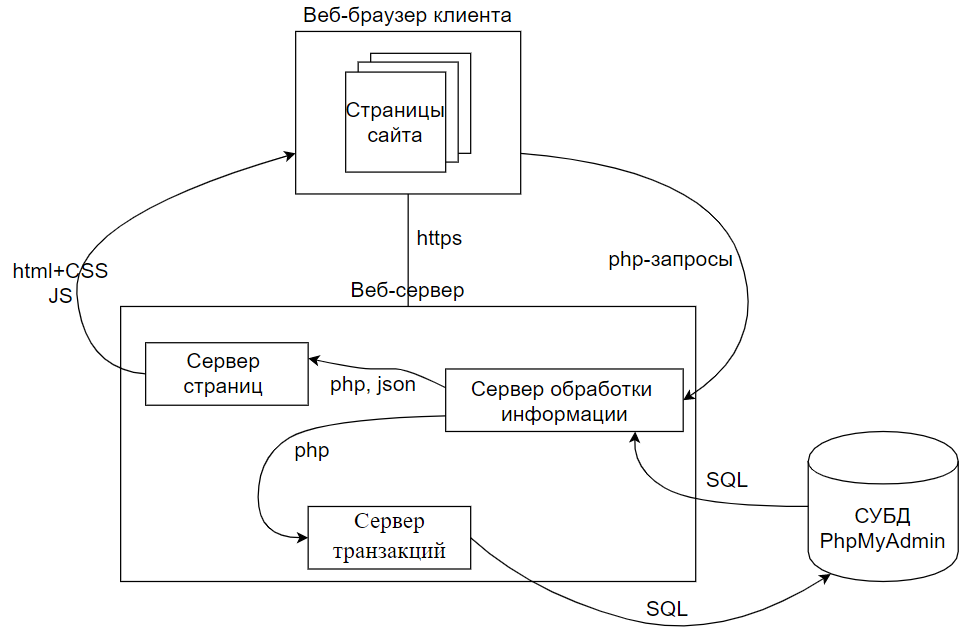 Веб-браузер клиента
Страницы
сайта
https
html+CSS
JS
php-запросы
Веб-сервер
Сервер
страниц
php, json
Сервер обработки
информации
php
SQL
Сервер
транзакций
СУБД
PhpMyAdmin
SQL